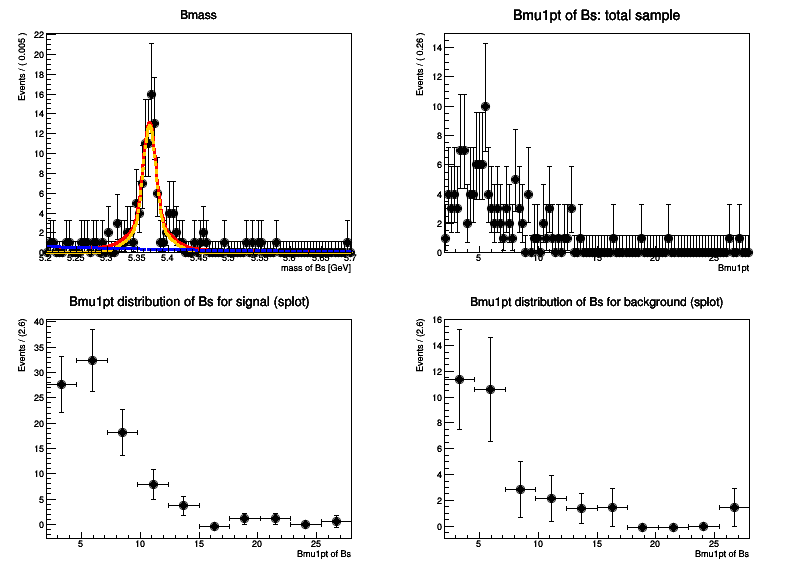 Bmass
Events / ( 0.005 )
22
20
18
16
14
12
10
8
6
4
2
0
5.2 5.25 5.3 5.35 5.4 5.45 5.5 5.55 5.6 5.65 5.7
mass of Bs [GeV]
Bmu1pt of Bs: total sample
Events / ( 0.26 )
14
12
10
8
6
4
2
0
5 10 15 20 25
Bmu1pt
Bmu1pt distribution of Bs for signal (splot)
Events / (2.6)
40
35
30
25
20
15
10
5
0
5 10 15 20 25
Bmu1pt of Bs
Bmu1pt distribution of Bs for background (splot)
Events / (2.6)
16
14
12
10
8
6
4
2
0
5 10 15 20 25
Bmu1pt of Bs